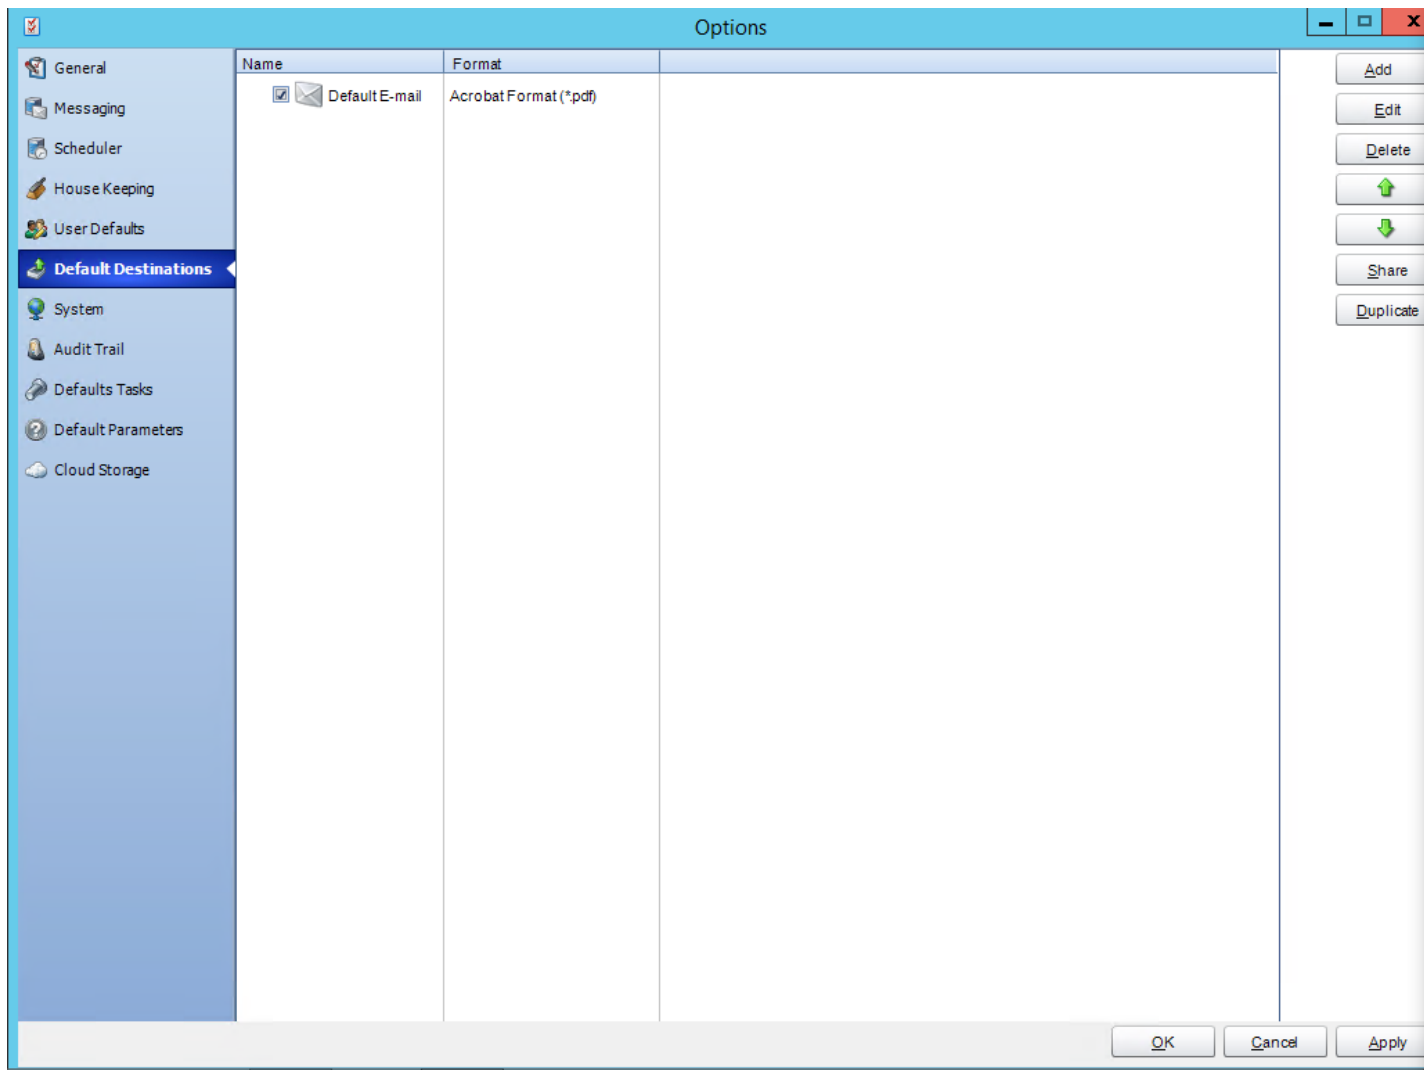 Options
X
General
Messaging
Scheduler
House Keeping
User Defaults
Default Destinations
System
Audit Trail
Defaults Tasks
Default Parameters
Cloud Storage
Name Format
Default E-mail Acrobat Format (*.pdf)
Add
Edit
Delete
Share
Duplicate
OK Cancel Apply